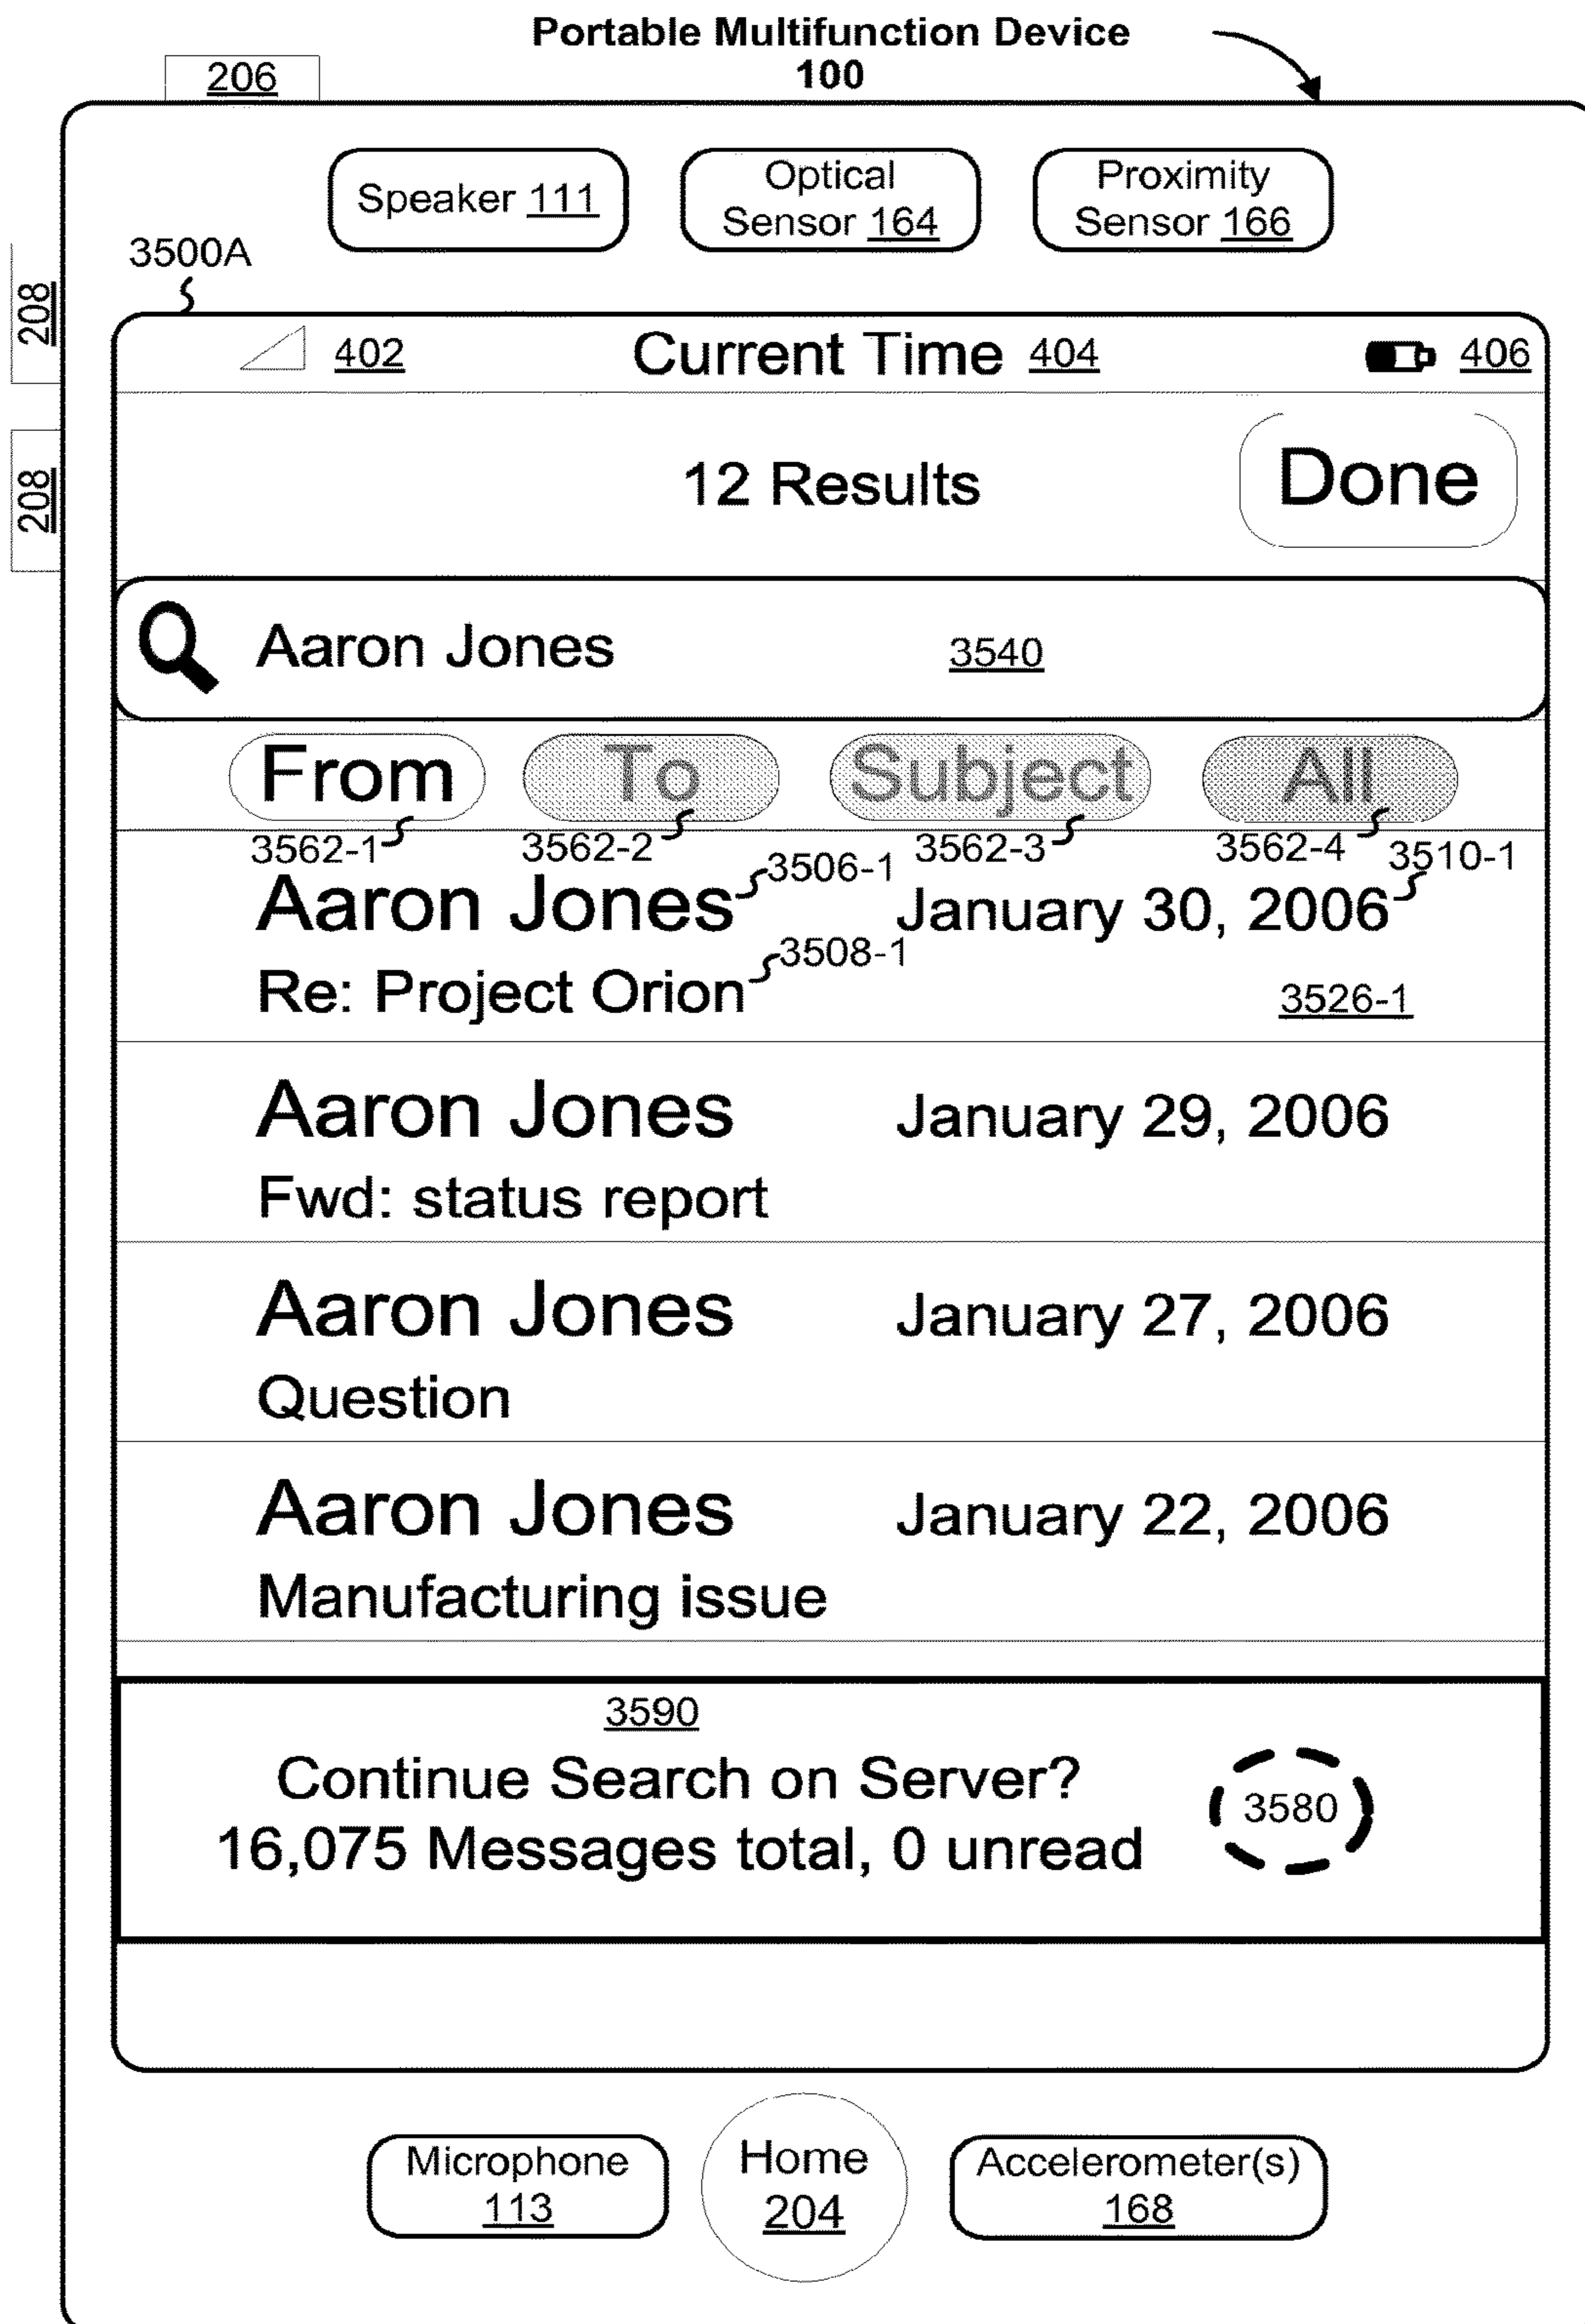 Portable Multifunction Device
100
206
Speaker 111
Optical
Sensor 164
Proximity
Sensor 166
3500A
208
208
402
Current Time 404
406
12 Results
Done
Aaron Jones
3540
From
To
Subject
All
3562-1
3562-2
3562-3
3562-4
3510-1
3506-1
Aaron Jones
January 30, 2006
3508-1
Re: Project Orion
3526-1
Aaron Jones
January 29, 2006
Fwd: status report
Aaron Jones
January 27, 2006
Question
Aaron Jones
January 22, 2006
Manufacturing issue
3590
Continue Search on Server?
16,075 Messages total, 0 unread
3580
Microphone
113
Home
204
Accelerometer(s)
168